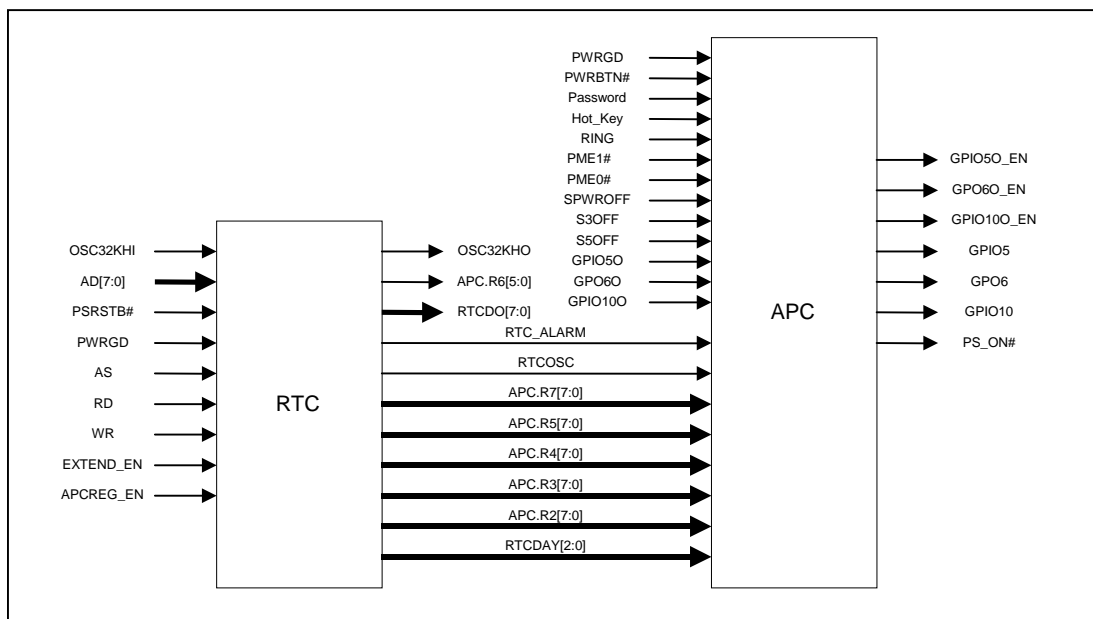 PWRGD
PWRBTN#
Password
Hot_Key
RING
PME1#
PME0#
SPWROFF
S3OFF
S5OFF
GPIO5O
GPO6O
GPIO10O
APC
GPIO5O_EN
GPO6O_EN
GPIO10O_EN
GPIO5
GPO6
GPIO10
PS_ON#
OSC32KHI
AD[7:0]
PSRSTB#
PWRGD
AS
RD
WR
EXTEND_EN
APCREG_EN
RTC
OSC32KHO
APC.R6[5:0]
RTCDO[7:0]
RTC_ALARM
RTCOSC
APC.R7[7:0]
APC.R5[7:0]
APC.R4[7:0]
APC.R3[7:0]
APC.R2[7:0]
RTCDAY[2:0]